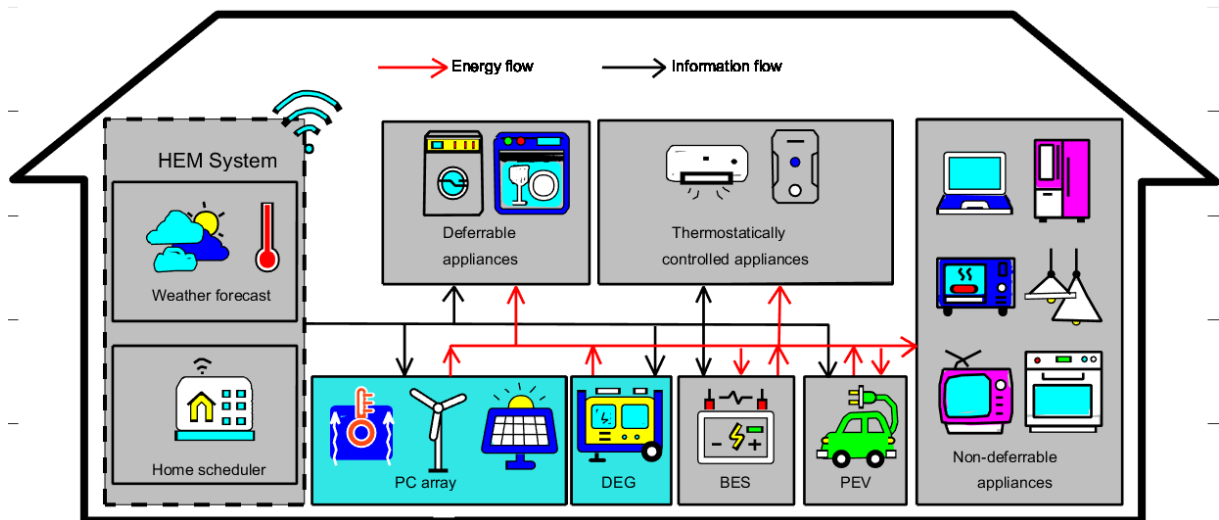 Energy flow
Information flow
HEM System
Weather forecast
Home scheduler
Deferrable
appliances
Thermostatically
controlled appliances
PC array
DEG
BES
PEV
Non-deferrable
appliances